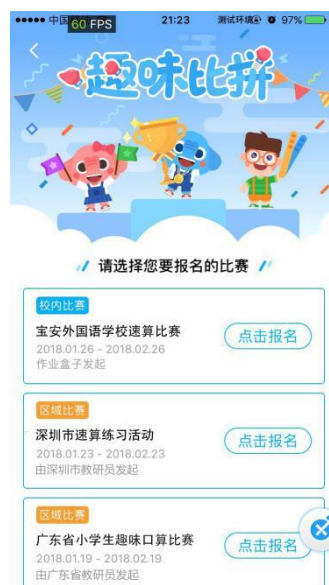 中国
60 FPS
21:23
测试环境
97%
趣味比拼
请选择您要报名的比赛
校内比赛
宝安外国语学校速算比赛
2018.01.26 - 2018.02.26
作业盒子发起
点击报名
区域比赛
深圳市速算练习活动
2018.01.23 - 2018.02.23
由深圳市教研员发起
点击报名
区域比赛
广东省小学生趣味口算比赛
2018.01.19 - 2018.02.19
由广东省教研员发起
点击报名